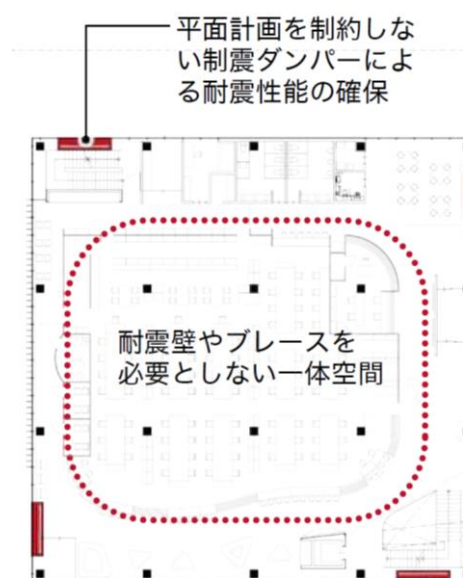 平面計画を制約しな
い制震ダンパーによ
る耐震性能の確保
耐震壁やブレースを
必要としない一体空間